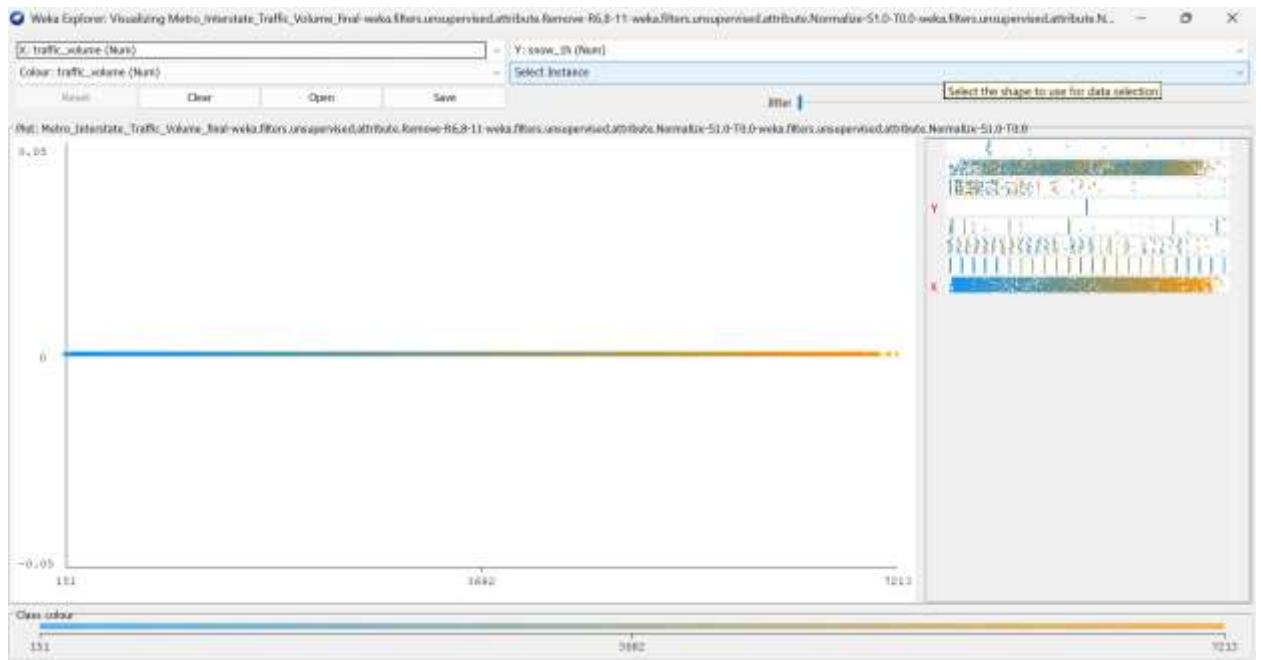 Weka Explorer: Visualizing Metro_Interstate_Traffic_Volume_final-weka.filters.unsupervised.attribute.Remove-R6,8-11-weka.filters.unsupervised.attribute.Normalize-S1.0-T0.0-weka.filters.unsupervised.attribute.N...
X: traffic_volume (Num)
Y: snow_1h (Num)
Colour: traffic_volume (Num)
Select Instance
Reset
Clear
Open
Save
Jitter
Select the shape to use for data selection
Plot: Metro_Interstate_Traffic_Volume_final-weka.filters.unsupervised.attribute.Remove-R6,8-11-weka.filters.unsupervised.attribute.Normalize-S1.0-T0.0-weka.filters.unsupervised.attribute.Normalize-S1.0-T0.0
0.05
Y
0
X
-0.05
151
3682
7213
Class colour
151
3682
7213